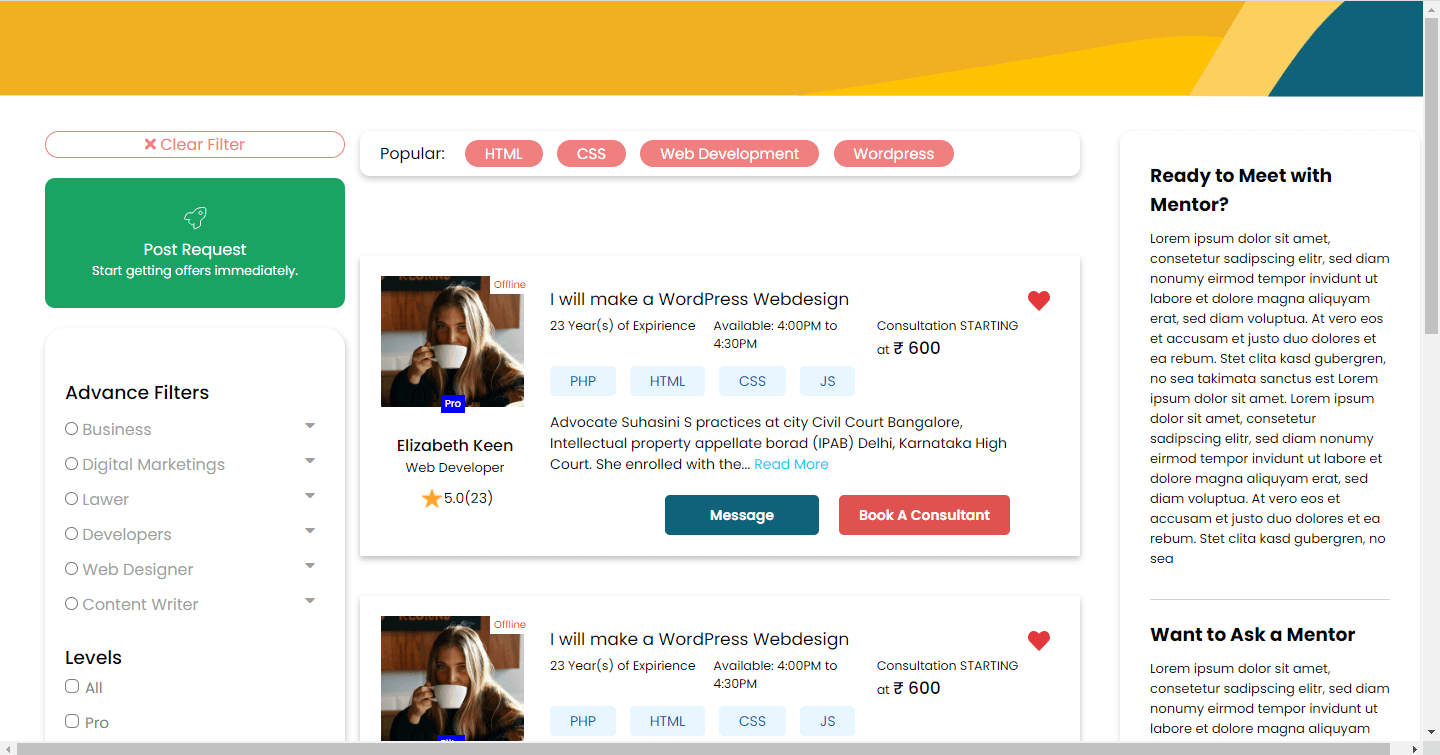 Clear Filter
Post Request
Start getting offers immediately.
Advance Filters
Business
Digital Marketings
Lawer
Developers
Web Designer
Content Writer
Levels
All
Pro
Popular: HTML CSS Web Development Wordpress
Offline
Pro
Elizabeth Keen
Web Developer
5.0(23)
I will make a WordPress Webdesign
23 Year(s) of Expirience
Available: 4:00PM to
4:30PM
Consultation STARTING
at ₹ 600
PHP HTML CSS JS
Advocate Suhasini S practices at city Civil Court Bangalore,
Intellectual property appellate borad (IPAB) Delhi, Karnataka High
Court. She enrolled with the... Read More
Message Book A Consultant
Offline
I will make a WordPress Webdesign
23 Year(s) of Expirience
Available: 4:00PM to
4:30PM
Consultation STARTING
at ₹ 600
PHP HTML CSS JS
Ready to Meet with
Mentor?
Lorem ipsum dolor sit amet,
consetetur sadipscing elitr, sed diam
nonumy eirmod tempor invidunt ut
labore et dolore magna aliquyam
erat, sed diam voluptua. At vero eos
et accusam et justo duo dolores et
ea rebum. Stet clita kasd gubergren,
no sea takimata sanctus est Lorem
ipsum dolor sit amet. Lorem ipsum
dolor sit amet, consetetur
sadipscing elitr, sed diam nonumy
eirmod tempor invidunt ut labore et
dolore magna aliquyam erat, sed
diam voluptua. At vero eos et
accusam et justo duo dolores et ea
rebum. Stet clita kasd gubergren, no
sea
Want to Ask a Mentor
Lorem ipsum dolor sit amet,
consetetur sadipscing elitr, sed diam
nonumy eirmod tempor invidunt ut
labore et dolore magna aliquyam